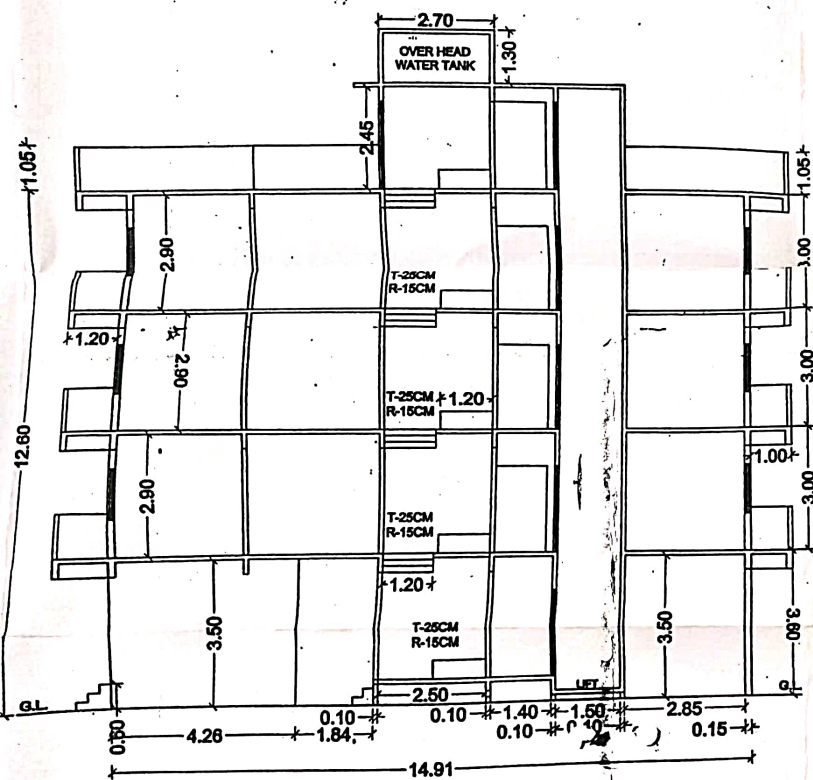 2.70
OVER HEAD
WATER TANK
1.30
2.45
1.05
1.05
2.90
3.00
T-25CM
R-15CM
1.20
2.90
3.00
T-25CM
R-15CM
1.20
12.60
2.90
1.00
3.00
T-25CM
R-15CM
1.20
3.50
T-25CM
R-15CM
3.50
3.60
LIFT
G.L.
G.
2.50
0.60
4.26
1.84
0.10
0.10
1.40
0.10
1.50
2.85
0.15
14.91